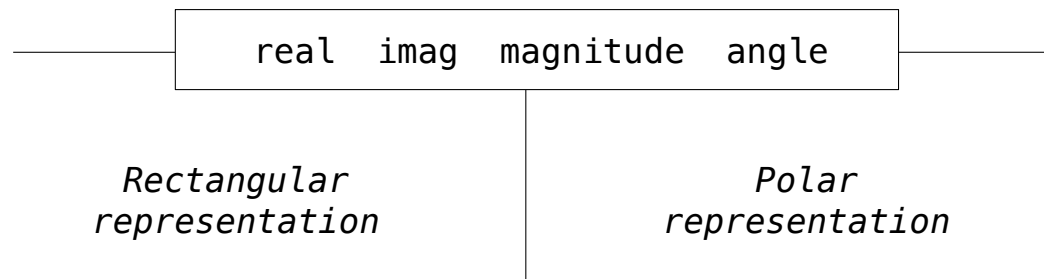 real imag magnitude angle
Rectangular
representation
Polar
representation